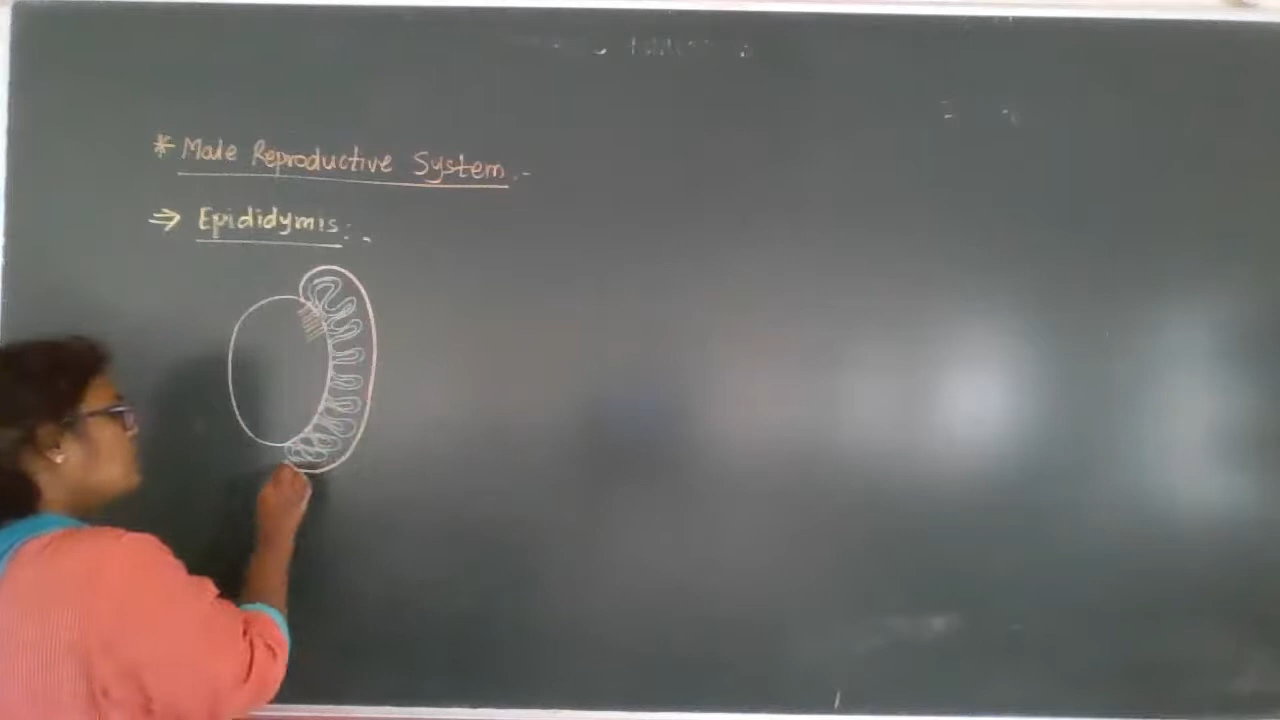 * Male Reproductive System :-
⇒ Epididymis :-